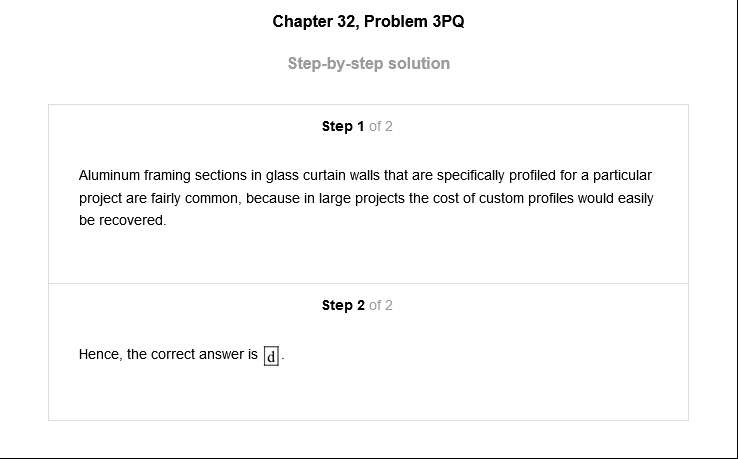 Chapter 32, Problem 3PQ
Step-by-step solution
Step 1 of 2
Aluminum framing sections in glass curtain walls that are specifically profiled for a particular
project are fairly common, because in large projects the cost of custom profiles would easily
be recovered.
Step 2 of 2
Hence, the correct answer is d.